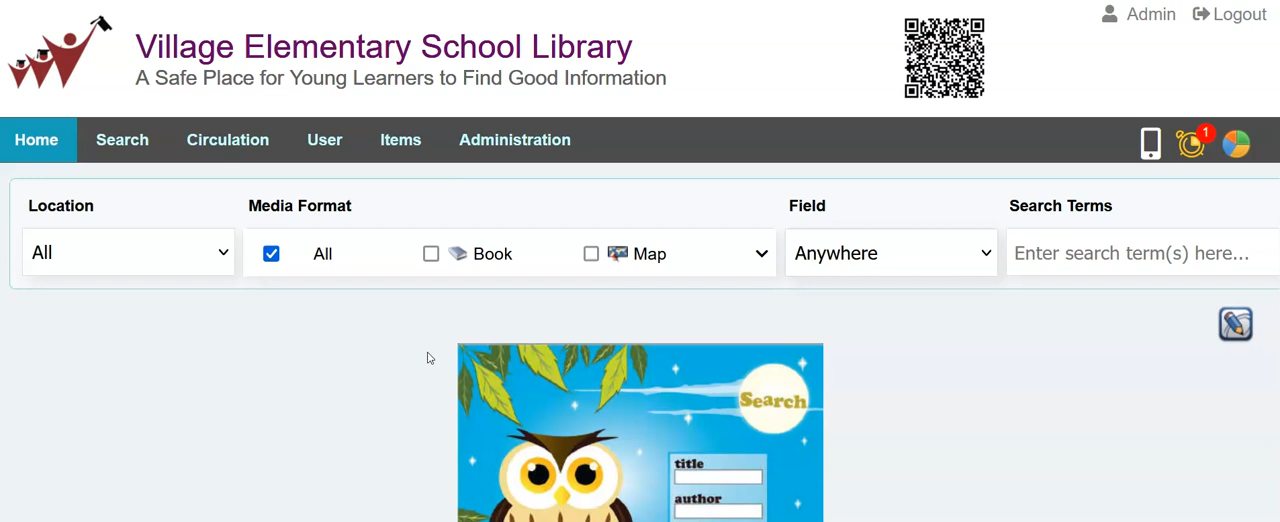 Admin Logout
Village Elementary School Library
A Safe Place for Young Learners to Find Good Information
Home Search Circulation User Items Administration 1
Location Media Format Field Search Terms
All All Book Map Anywhere Enter search term(s) here...
Search
title
author